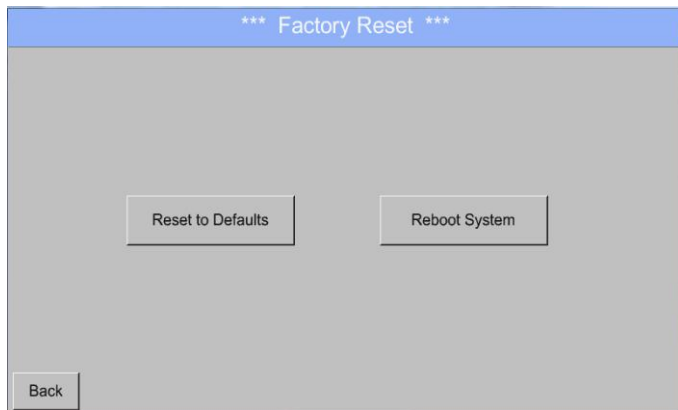 *** Factory Reset ***
Reset to Defaults
Reboot System
Back